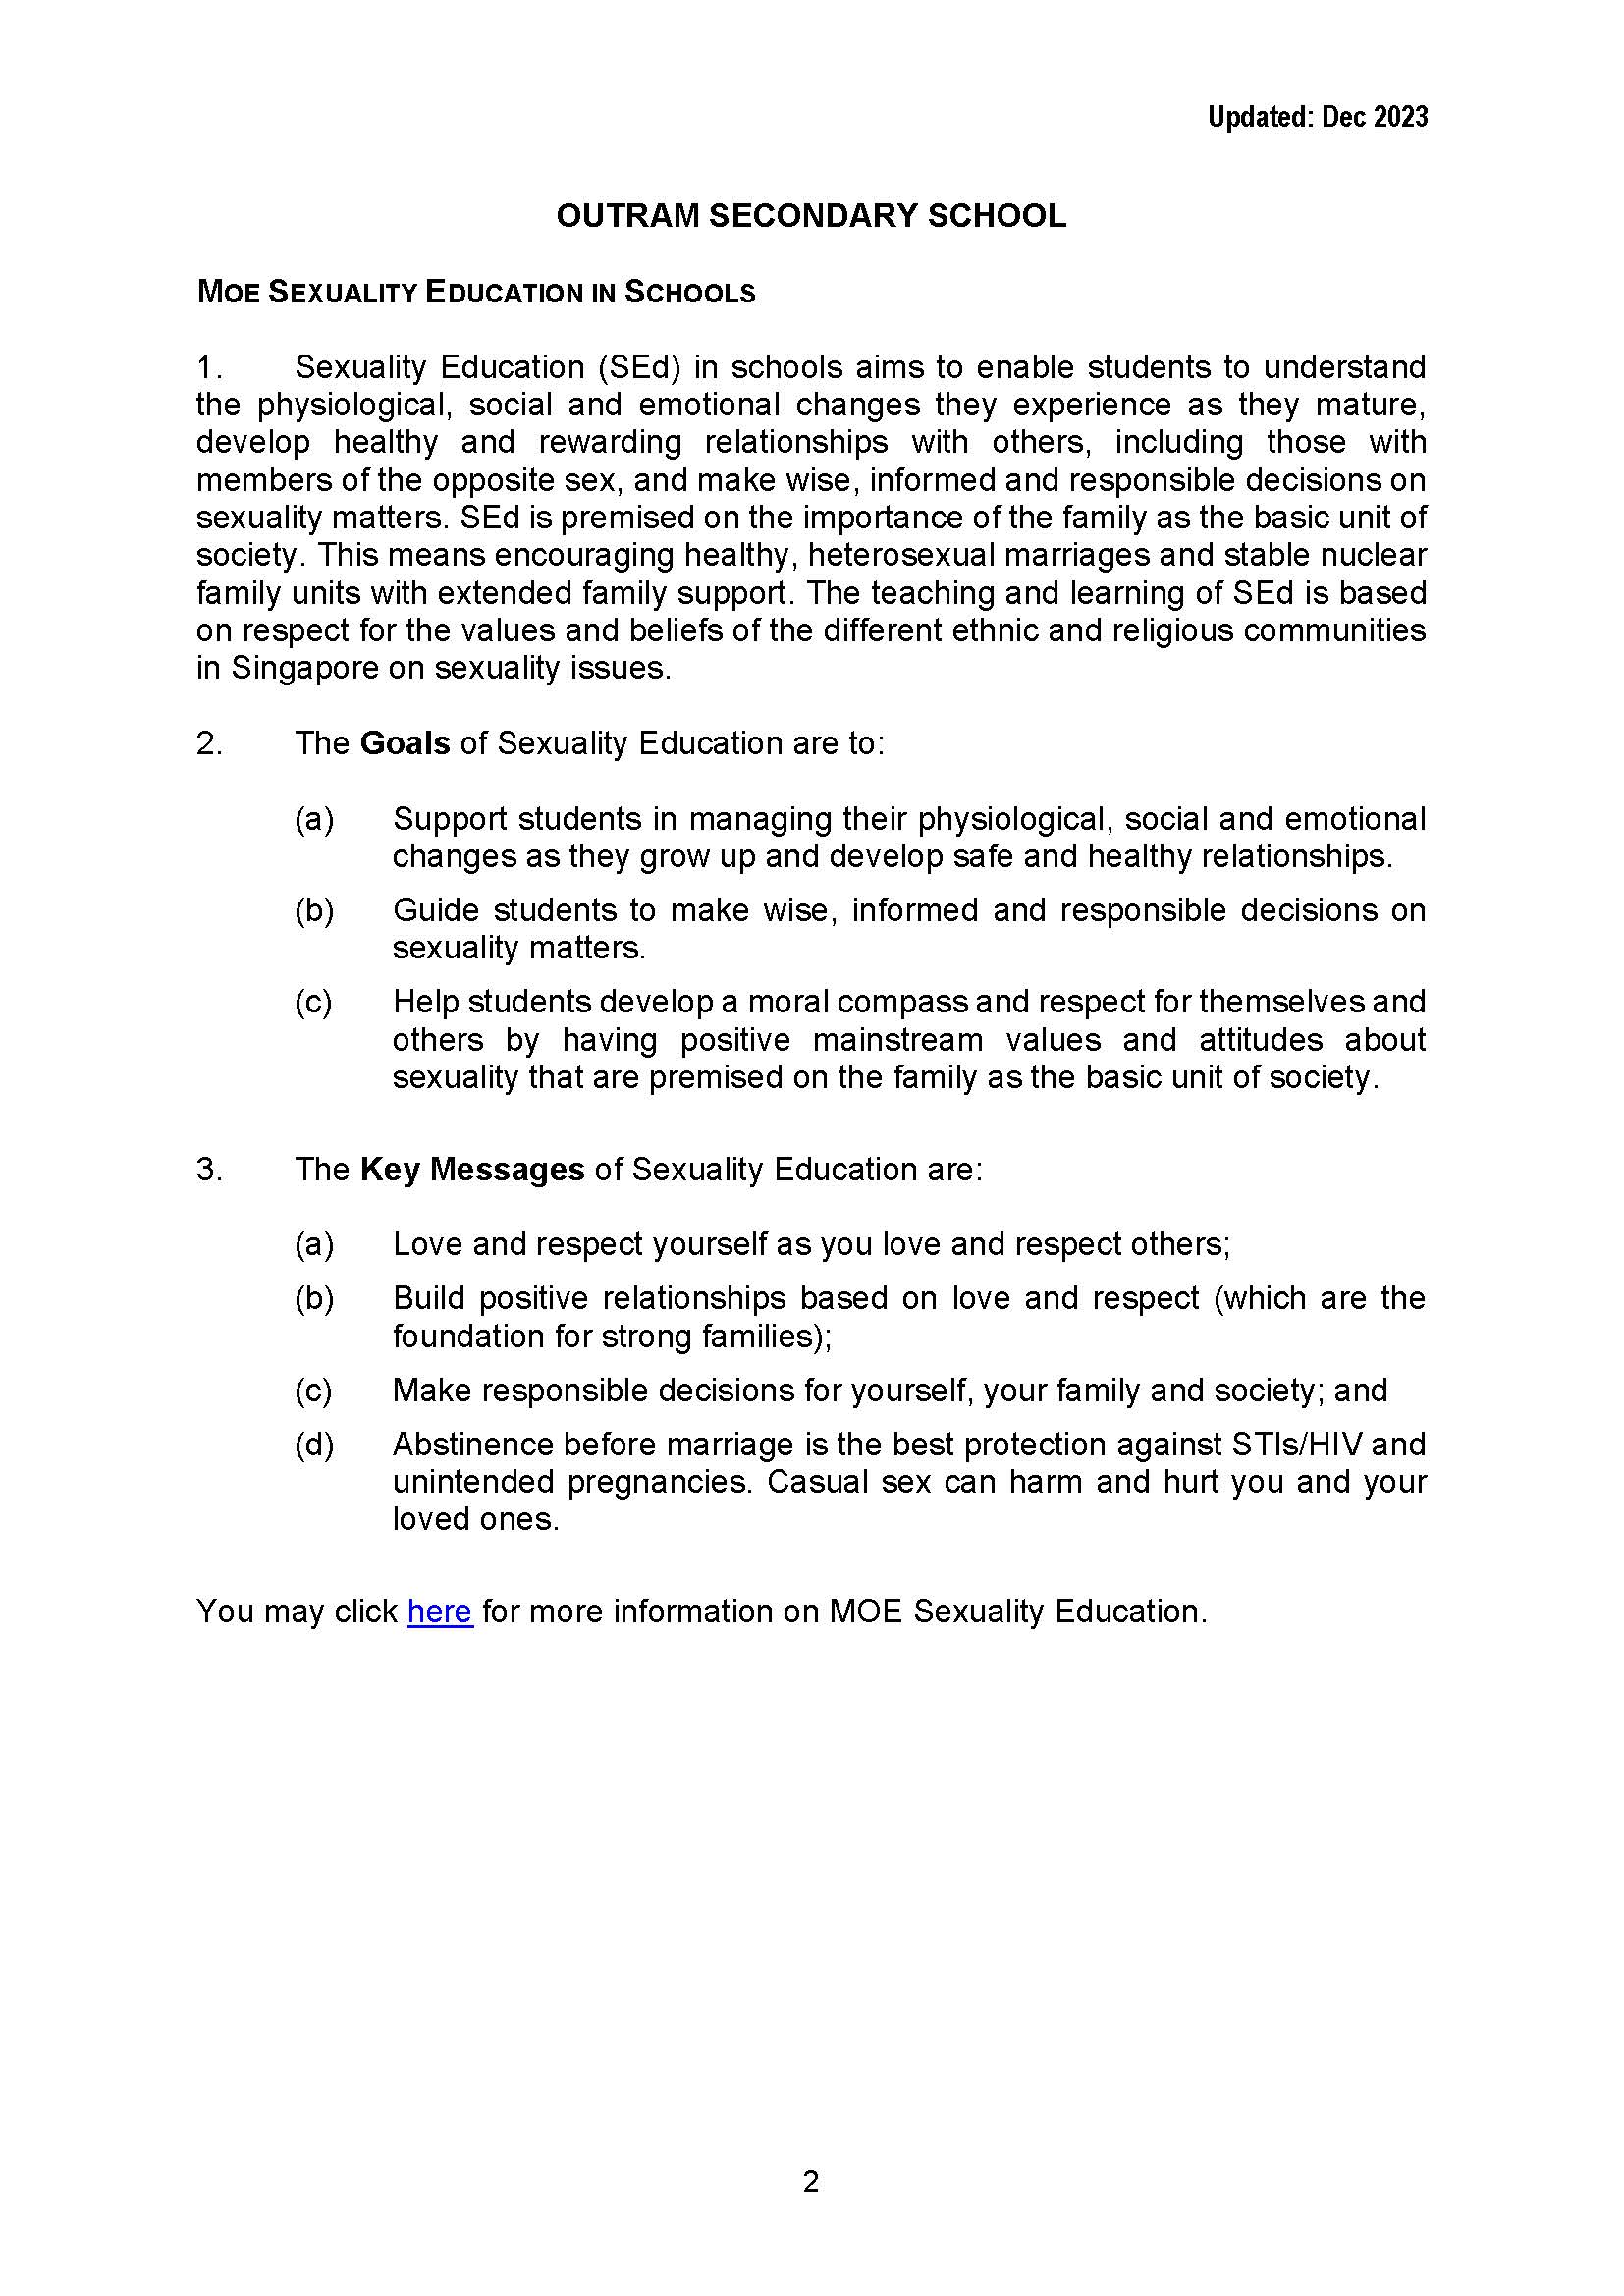 Updated: Dec 2023
OUTRAM SECONDARY SCHOOL
MOE SEXUALITY EDUCATION IN SCHOOLS
1. Sexuality Education (SEd) in schools aims to enable students to understand
the physiological, social and emotional changes they experience as they mature,
develop healthy and rewarding relationships with others, including those with
members of the opposite sex, and make wise, informed and responsible decisions on
sexuality matters. SEd is premised on the importance of the family as the basic unit of
society. This means encouraging healthy, heterosexual marriages and stable nuclear
family units with extended family support. The teaching and learning of SEd is based
on respect for the values and beliefs of the different ethnic and religious communities
in Singapore on sexuality issues.
2. The Goals of Sexuality Education are to:
(a) Support students in managing their physiological, social and emotional
changes as they grow up and develop safe and healthy relationships.
(b) Guide students to make wise, informed and responsible decisions on
sexuality matters.
(c) Help students develop a moral compass and respect for themselves and
others by having positive mainstream values and attitudes about
sexuality that are premised on the family as the basic unit of society.
3. The Key Messages of Sexuality Education are:
(a) Love and respect yourself as you love and respect others;
(b) Build positive relationships based on love and respect (which are the
foundation for strong families);
(c) Make responsible decisions for yourself, your family and society; and
(d) Abstinence before marriage is the best protection against STIs/HIV and
unintended pregnancies. Casual sex can harm and hurt you and your
loved ones.
You may click here for more information on MOE Sexuality Education.
2